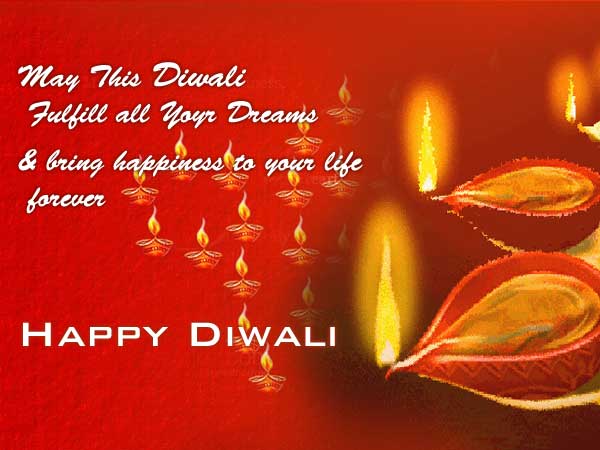 May This Diwali
Fulfill all Yoyr Dreams
& bring happiness to your life
forever
HAPPY DIWALI